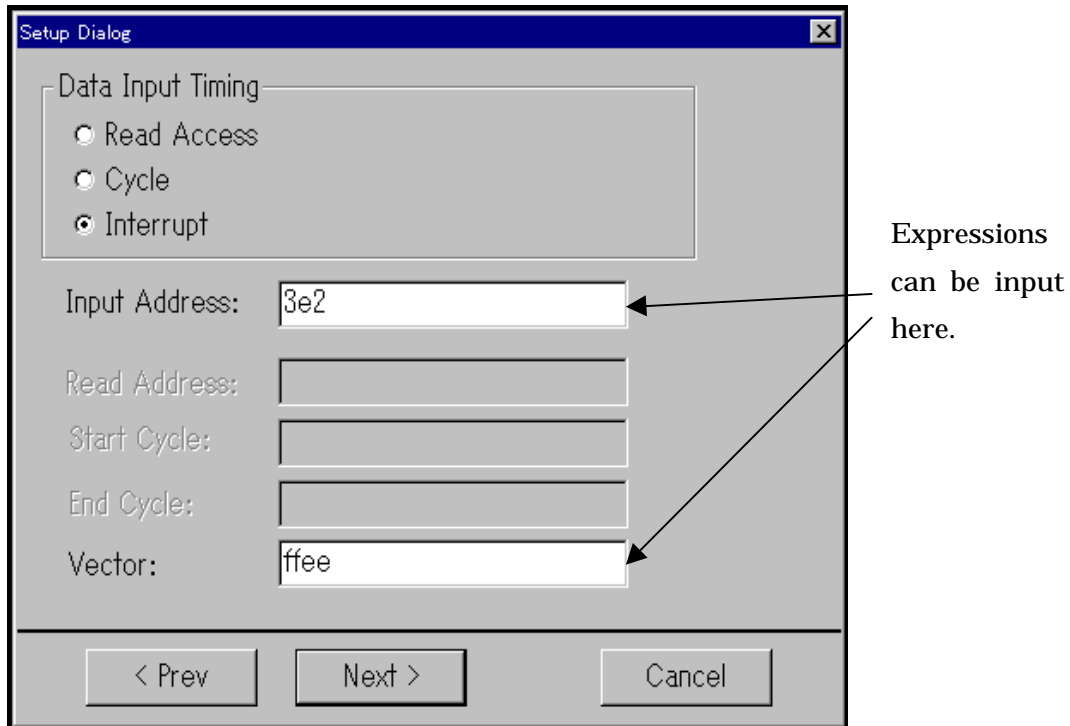 Setup Dialog
Data Input Timing
Read Access
Cycle
Interrupt
Input Address: 3e2
Read Address:
Start Cycle:
End Cycle:
Vector: ffee
< Prev Next > Cancel
Expressions
can be input
here.